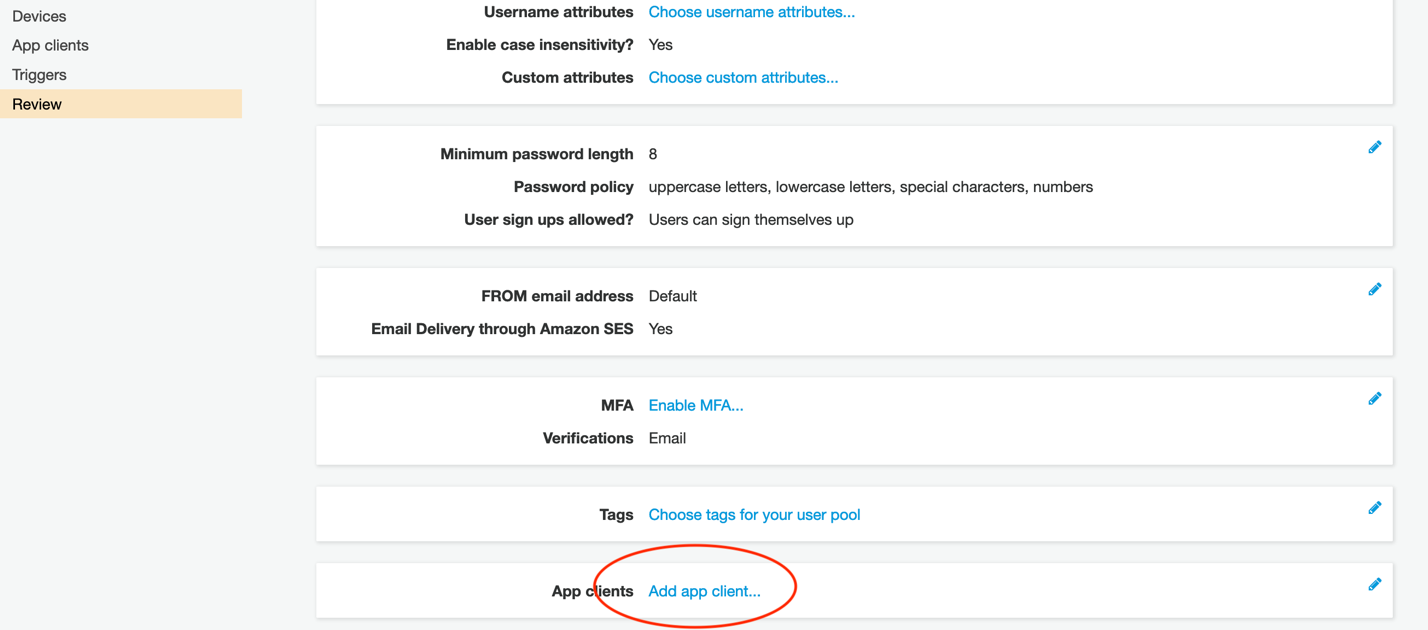 Devices
App clients
Triggers
Review
Username attributes Choose username attributes...
Enable case insensitivity? Yes
Custom attributes Choose custom attributes...
Minimum password length 8
Password policy uppercase letters, lowercase letters, special characters, numbers
User sign ups allowed? Users can sign themselves up
FROM email address Default
Email Delivery through Amazon SES Yes
MFA Enable MFA...
Verifications Email
Tags Choose tags for your user pool
App clients Add app client...